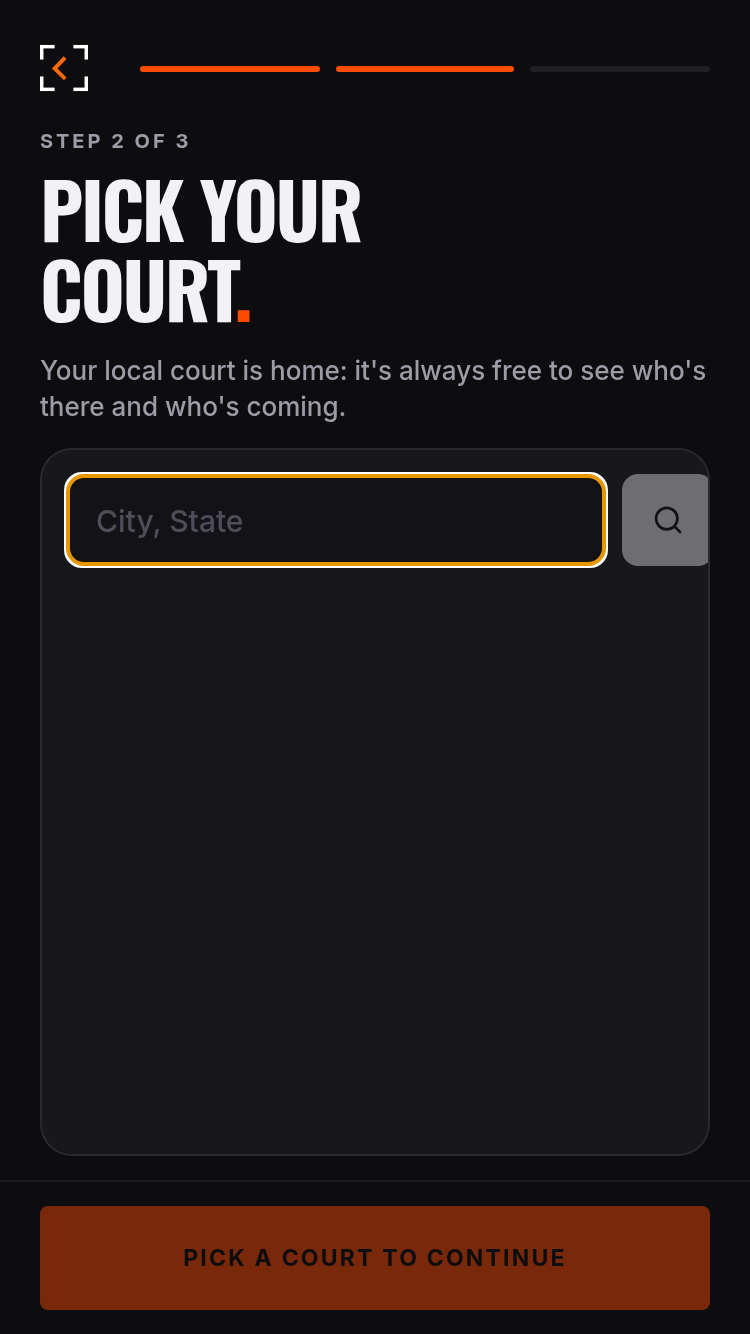 STEP 2 OF 3
PICK YOUR
COURT.
Your local court is home: it's always free to see who's
there and who's coming.
City, State
PICK A COURT TO CONTINUE